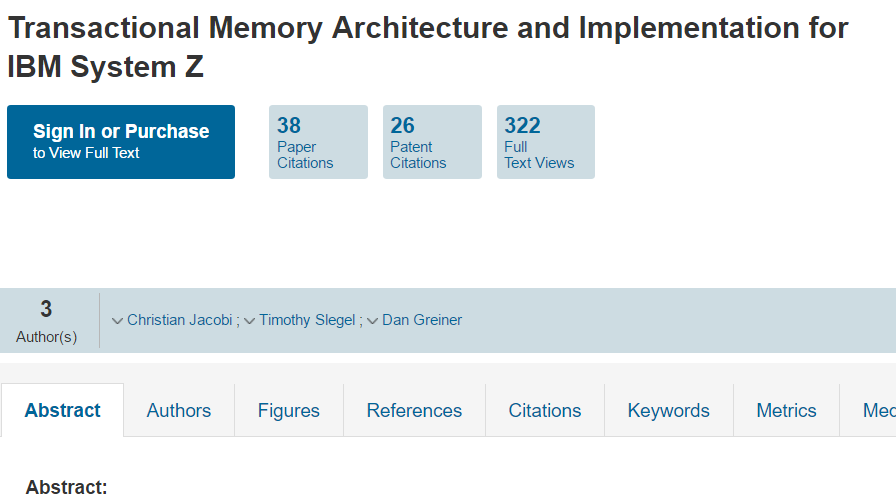 Transactional Memory Architecture and Implementation for
IBM System Z
Sign In or Purchase
to View Full Text
38
Paper
Citations
26
Patent
Citations
322
Full
Text Views
3
Author(s)
Christian Jacobi ; Timothy Slegel ; Dan Greiner
Abstract Authors Figures References Citations Keywords Metrics Med
Abstract: